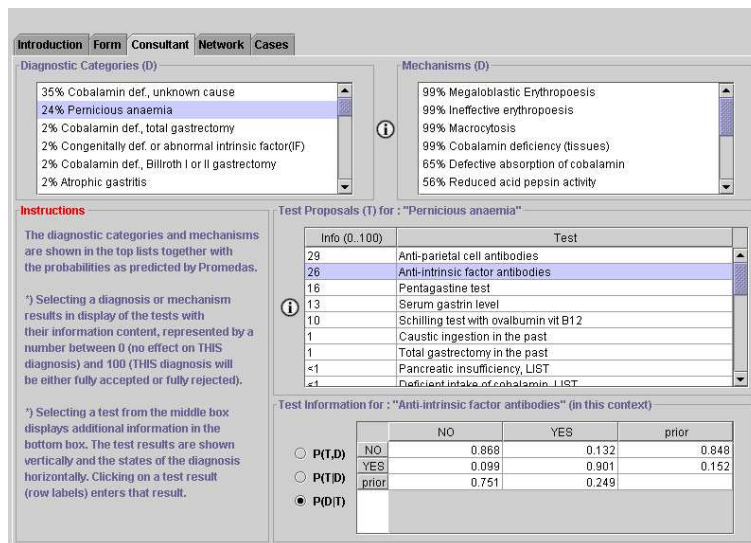 Introduction Form Consultant Network Cases
Diagnostic Categories (D)
35% Cobalamin def., unknown cause
24% Pernicious anaemia
2% Cobalamin def., total gastrectomy
2% Congenitally def. or abnormal intrinsic factor(IF)
2% Cobalamin def., Billroth I or II gastrectomy
2% Atrophic gastritis
Mechanisms (D)
99% Megaloblastic Erythropoesis
99% Ineffective erythropoesis
99% Macrocytosis
99% Cobalamin deficiency (tissues)
65% Defective absorption of cobalamin
56% Reduced acid pepsin activity
Instructions
The diagnostic categories and mechanisms
are shown in the top lists together with
the probabilities as predicted by Promedas.
*) Selecting a diagnosis or mechanism
results in display of the tests with
their information content, represented by a
number between 0 (no effect on THIS
diagnosis) and 100 (THIS diagnosis will
be either fully accepted or fully rejected).
*) Selecting a test from the middle box
displays additional information in the
bottom box. The test results are shown
vertically and the states of the diagnosis
horizontally. Clicking on a test result
(row labels) enters that result.
Test Proposals (T) for : "Pernicious anaemia"
Info (0..100) Test
29 Anti-parietal cell antibodies
26 Anti-intrinsic factor antibodies
16 Pentagastine test
13 Serum gastrin level
10 Schilling test with ovalbumin vit B12
1 Caustic ingestion in the past
1 Total gastrectomy in the past
<1 Pancreatic insufficiency, LIST
<1 Deficient intake of cobalamin, LIST
Test Information for : "Anti-intrinsic factor antibodies" (in this context)
P(T,D)
P(T|D)
P(D|T)
NO YES prior
NO 0.868 0.132 0.848
YES 0.099 0.901 0.152
prior 0.751 0.249